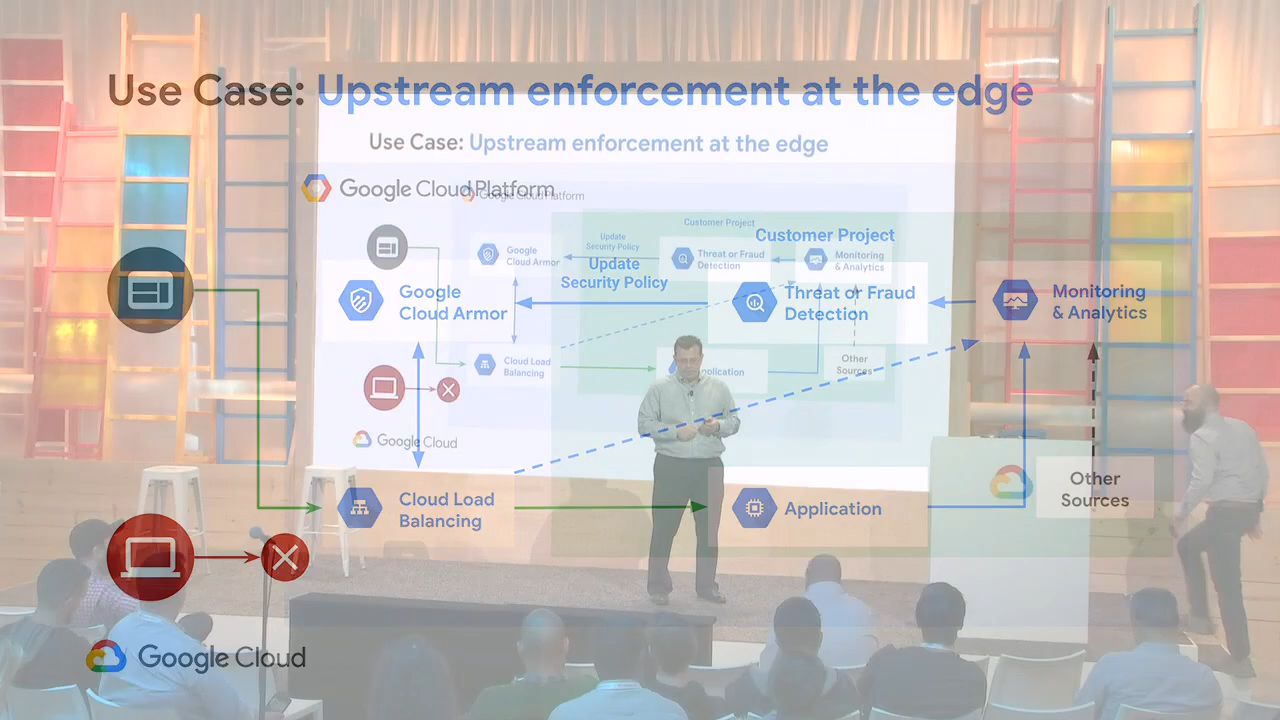 Use Case: Upstream enforcement at the edge
Google Cloud Platform
Customer Project
Update
Security Policy
Google
Cloud Armor
Threat or Fraud
Detection
Monitoring
& Analytics
Cloud Load
Balancing
Application
Other
Sources
Google Cloud
Use Case: Upstream enforcement at the edge
Google Cloud Platform
Customer Project
Update
Security Policy
Google
Cloud Armor
Threat or Fraud
Detection
Monitoring
& Analytics
Cloud Load
Balancing
Other
Sources
Google Cloud